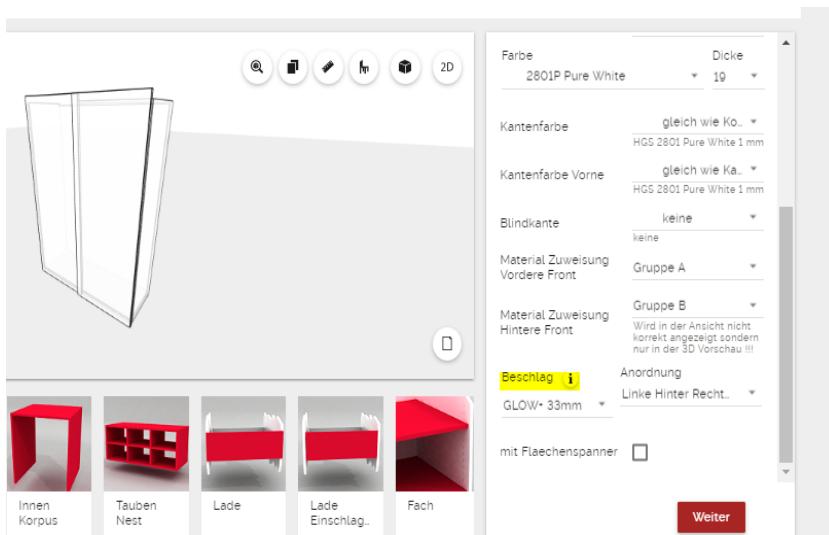 2D
Farbe
Dicke
2801P Pure White
19
Kantenfarbe
gleich wie Ko..
HGS 2801 Pure White 1 mm
Kantenfarbe Vorne
gleich wie Ka..
HGS 2801 Pure White 1 mm
Blindkante
keine
keine
Material Zuweisung
Vordere Front
Gruppe A
Material Zuweisung
Hintere Front
Gruppe B
Wird in der Ansicht nicht
korrekt angezeigt sondern
nur in der 3D Vorschau !!!
Beschlag i
Anordnung
GLOW+ 33mm
Linke Hinter Recht..
mit Flaechenspanner
Weiter
Innen
Korpus
Tauben
Nest
Lade
Lade
Einschlag..
Fach